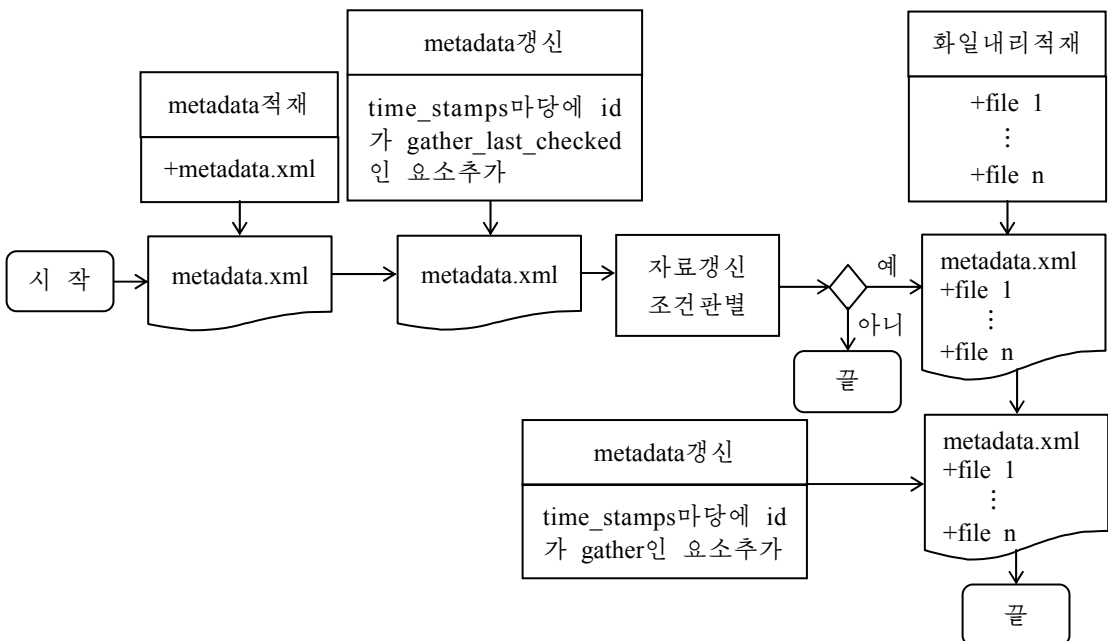 metadata갱신
time_stamps마당에 id
가 gather_last_checked
인 요소추가
metadata적재
+metadata.xml
화일내리적재
+file 1
⋮
+file n
시 작
metadata.xml
metadata.xml
자료갱신
조건판별
예
아니
끝
metadata.xml
+file 1
⋮
+file n
metadata갱신
time_stamps마당에 id
가 gather인 요소추가
metadata.xml
+file 1
⋮
+file n
끝